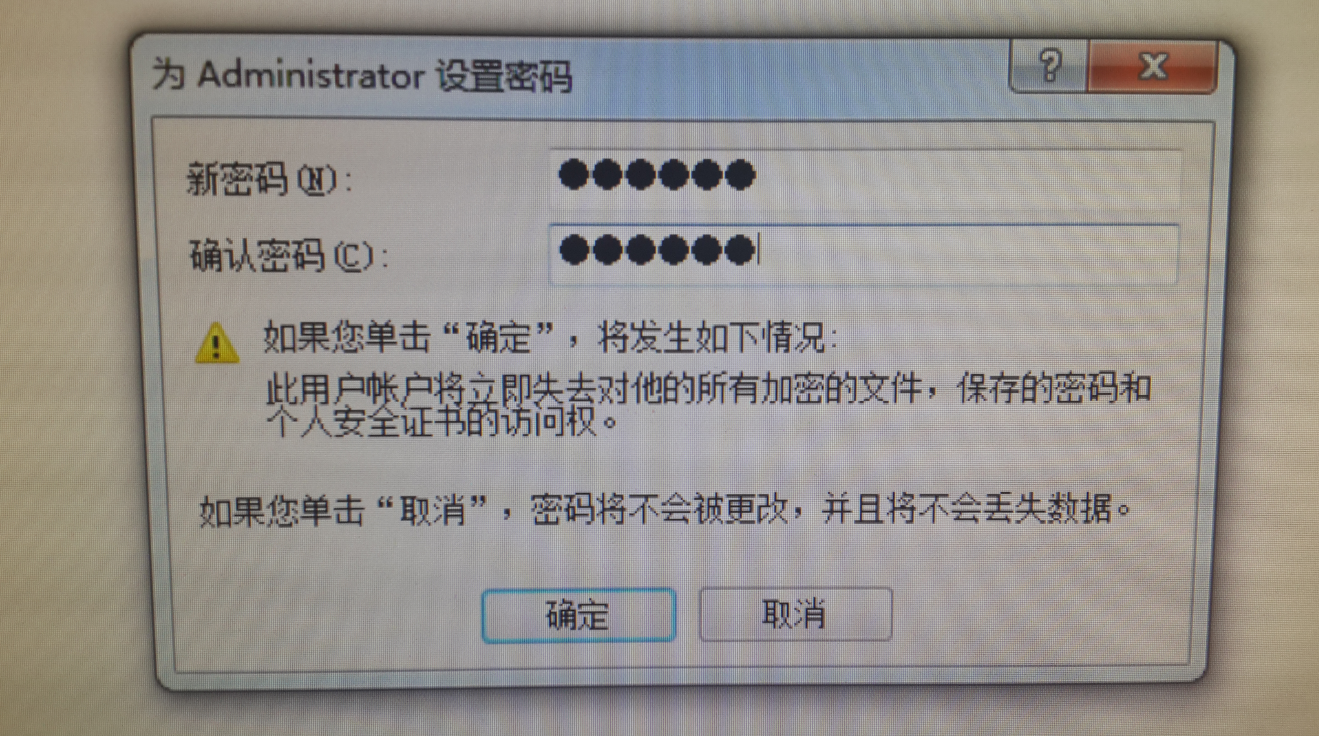 为 Administrator 设置密码
新密码(N):
●●●●●●
确认密码(C):
●●●●●●
如果您单击“确定”，将发生如下情况:
此用户帐户将立即失去对他的所有加密的文件，保存的密码和
个人安全证书的访问权。
如果您单击“取消”，密码将不会被更改，并且将不会丢失数据。
确定
取消